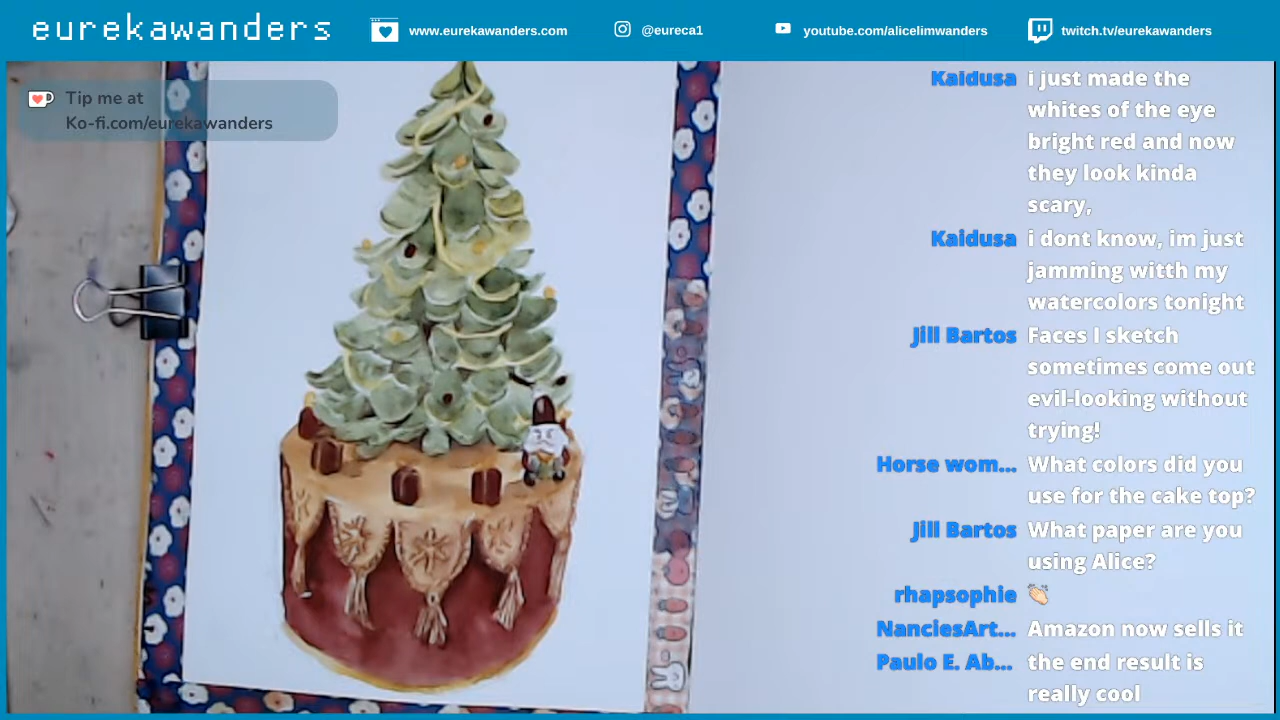 eurekawanders
www.eurekawanders.com
@eureca1
youtube.com/alicelimwanders
twitch.tv/eurekawanders
Tip me at
Ko-fi.com/eurekawanders
Kaidusa i just made the
whites of the eye
bright red and now
they look kinda
scary,
Kaidusa i dont know, im just
jamming witth my
watercolors tonight
Jill Bartos Faces I sketch
sometimes come out
evil-looking without
trying!
Horse wom... What colors did you
use for the cake top?
Jill Bartos What paper are you
using Alice?
rhapsophie 👏🏻
NanciesArt... Amazon now sells it
Paulo E. Ab... the end result is
really cool